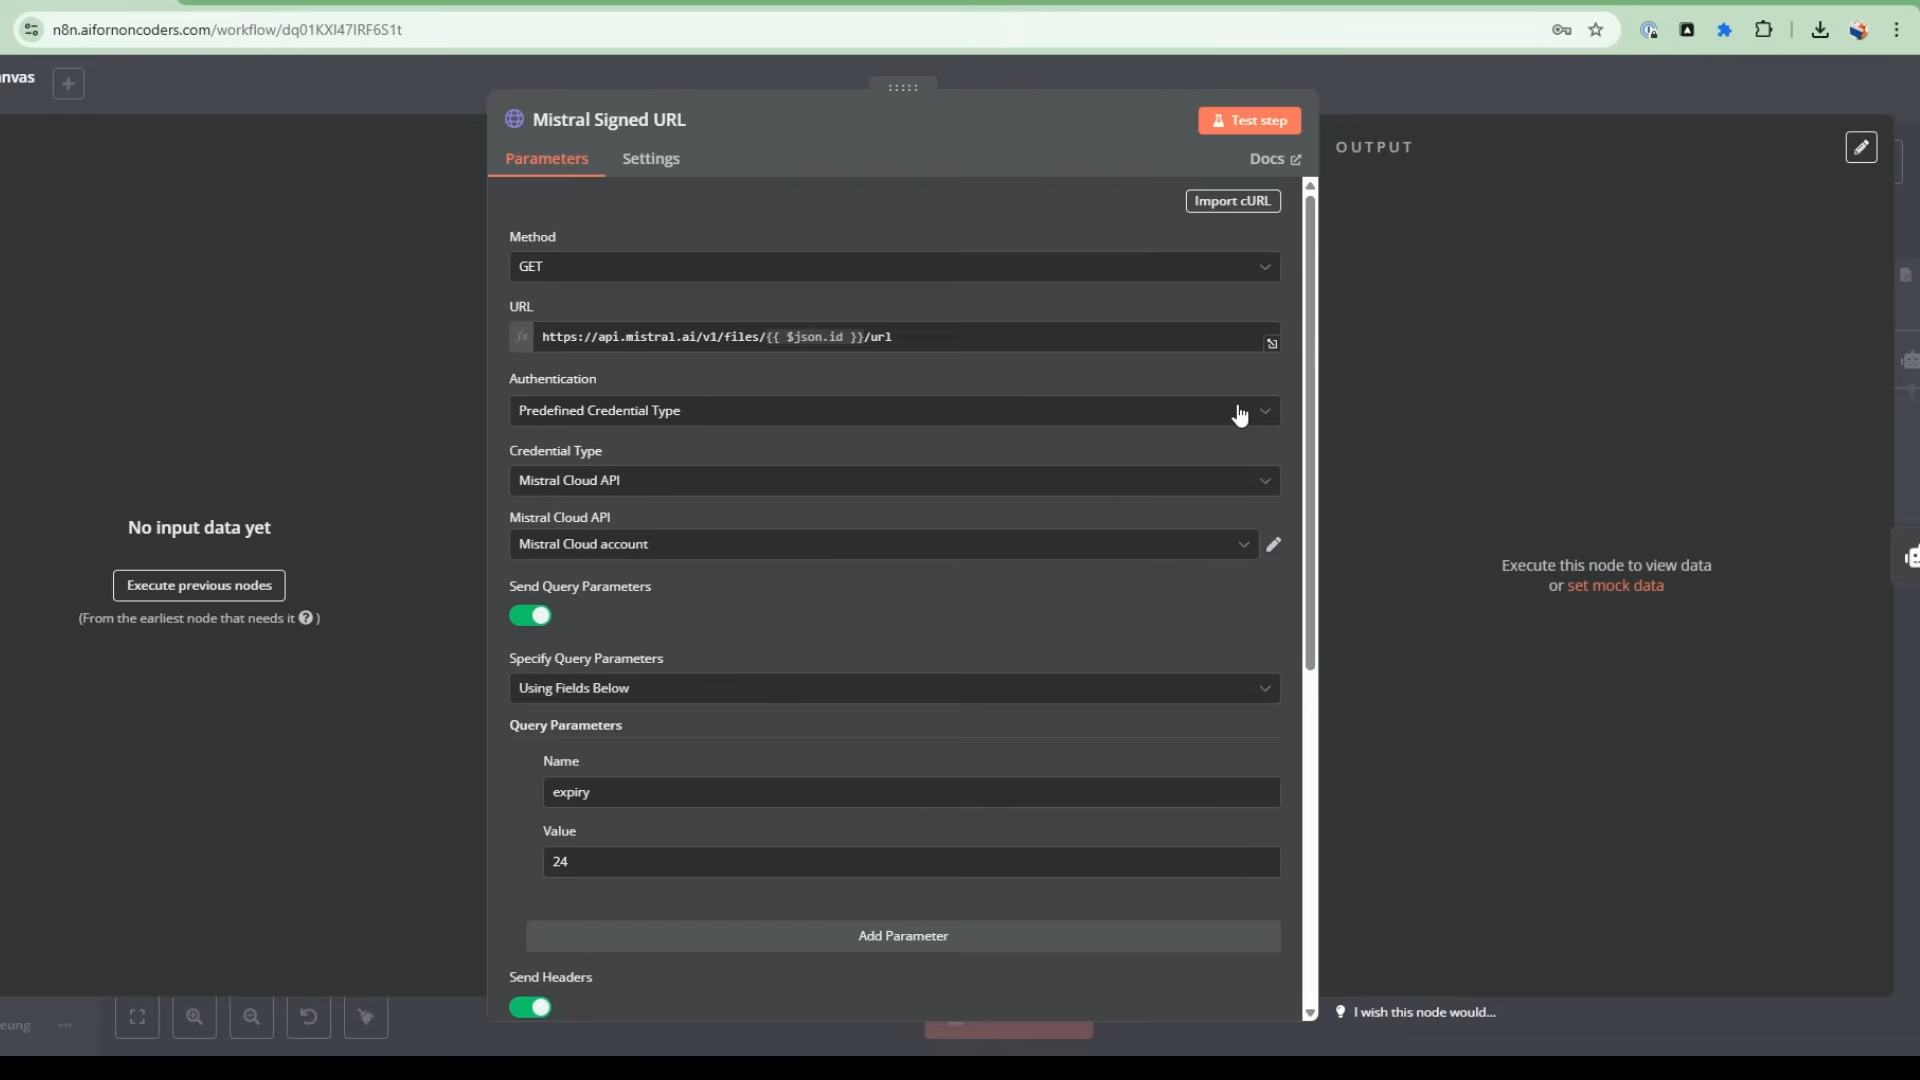 n8n.aifornoncoders.com/workflow/dq01KXI47IRF6S1t
nvas
Mistral Signed URL
Test step
Parameters
Settings
Docs
OUTPUT
Import cURL
Method
GET
URL
fx https://api.mistral.ai/v1/files/{{ $json.id }}/url
Authentication
Predefined Credential Type
Credential Type
Mistral Cloud API
Mistral Cloud API
Mistral Cloud account
No input data yet
Execute previous nodes
(From the earliest node that needs it ? )
Execute this node to view data
or set mock data
Send Query Parameters
Specify Query Parameters
Using Fields Below
Query Parameters
Name
expiry
Value
24
Add Parameter
Send Headers
I wish this node would...
eung